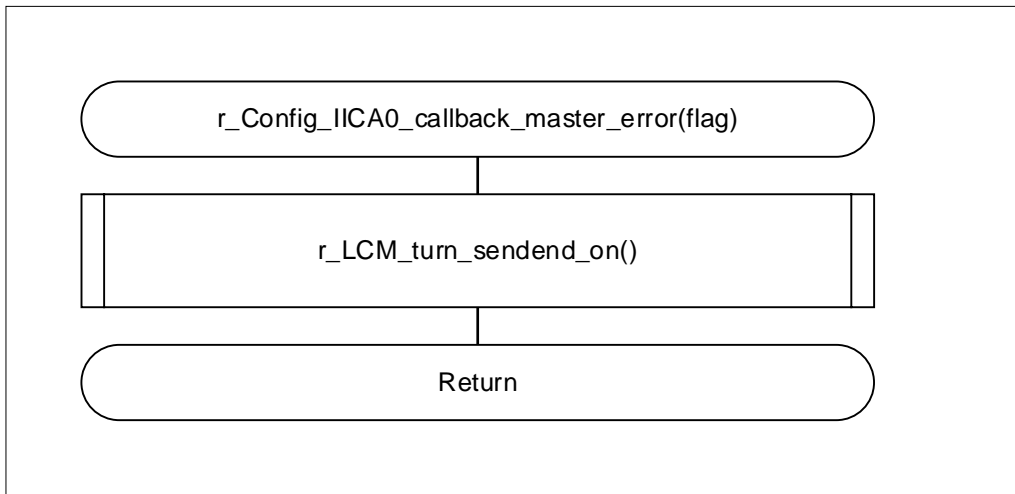 r_Config_IICA0_callback_master_error(flag)
r_LCM_turn_sendend_on()
Return